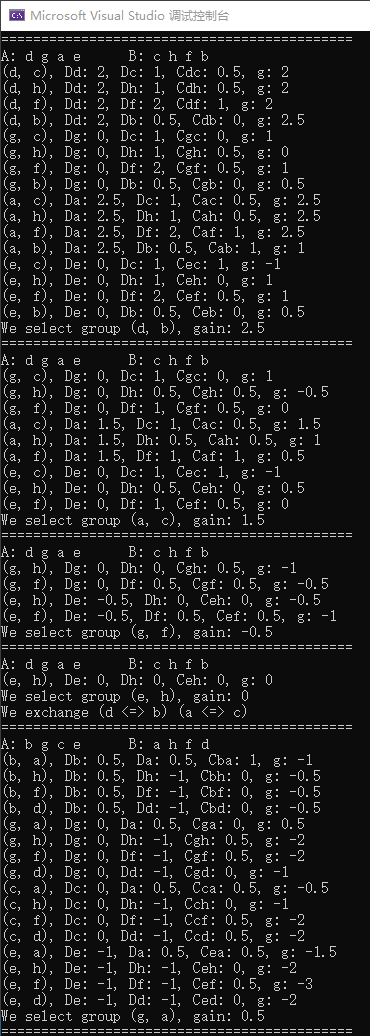 Microsoft Visual Studio 调试控制台
========================================
A: d g a e      B: c h f b
(d, c), Dd: 2, Dc: 1, Cdc: 0.5, g: 2
(d, h), Dd: 2, Dh: 1, Cdh: 0.5, g: 2
(d, f), Dd: 2, Df: 2, Cdf: 1, g: 2
(d, b), Dd: 2, Db: 0.5, Cdb: 0, g: 2.5
(g, c), Dg: 0, Dc: 1, Cgc: 0, g: 1
(g, h), Dg: 0, Dh: 1, Cgh: 0.5, g: 0
(g, f), Dg: 0, Df: 2, Cgf: 0.5, g: 1
(g, b), Dg: 0, Db: 0.5, Cgb: 0, g: 0.5
(a, c), Da: 2.5, Dc: 1, Cac: 0.5, g: 2.5
(a, h), Da: 2.5, Dh: 1, Cah: 0.5, g: 2.5
(a, f), Da: 2.5, Df: 2, Caf: 1, g: 2.5
(a, b), Da: 2.5, Db: 0.5, Cab: 1, g: 1
(e, c), De: 0, Dc: 1, Cec: 1, g: -1
(e, h), De: 0, Dh: 1, Ceh: 0, g: 1
(e, f), De: 0, Df: 2, Cef: 0.5, g: 1
(e, b), De: 0, Db: 0.5, Ceb: 0, g: 0.5
We select group (d, b), gain: 2.5
========================================
A: d g a e      B: c h f b
(g, c), Dg: 0, Dc: 1, Cgc: 0, g: 1
(g, h), Dg: 0, Dh: 0.5, Cgh: 0.5, g: -0.5
(g, f), Dg: 0, Df: 1, Cgf: 0.5, g: 0
(a, c), Da: 1.5, Dc: 1, Cac: 0.5, g: 1.5
(a, h), Da: 1.5, Dh: 0.5, Cah: 0.5, g: 1
(a, f), Da: 1.5, Df: 1, Caf: 1, g: 0.5
(e, c), De: 0, Dc: 1, Cec: 1, g: -1
(e, h), De: 0, Dh: 0.5, Ceh: 0, g: 0.5
(e, f), De: 0, Df: 1, Cef: 0.5, g: 0
We select group (a, c), gain: 1.5
========================================
A: d g a e      B: c h f b
(g, h), Dg: 0, Dh: 0, Cgh: 0.5, g: -1
(g, f), Dg: 0, Df: 0.5, Cgf: 0.5, g: -0.5
(e, h), De: -0.5, Dh: 0, Ceh: 0, g: -0.5
(e, f), De: -0.5, Df: 0.5, Cef: 0.5, g: -1
We select group (g, f), gain: -0.5
========================================
A: d g a e      B: c h f b
(e, h), De: 0, Dh: 0, Ceh: 0, g: 0
We select group (e, h), gain: 0
We exchange (d <=> b) (a <=> c)
========================================
A: b g c e      B: a h f d
(b, a), Db: 0.5, Da: 0.5, Cba: 1, g: -1
(b, h), Db: 0.5, Dh: -1, Cbh: 0, g: -0.5
(b, f), Db: 0.5, Df: -1, Cbf: 0, g: -0.5
(b, d), Db: 0.5, Dd: -1, Cbd: 0, g: -0.5
(g, a), Dg: 0, Da: 0.5, Cga: 0, g: 0.5
(g, h), Dg: 0, Dh: -1, Cgh: 0.5, g: -2
(g, f), Dg: 0, Df: -1, Cgf: 0.5, g: -2
(g, d), Dg: 0, Dd: -1, Cgd: 0, g: -1
(c, a), Dc: 0, Da: 0.5, Cca: 0.5, g: -0.5
(c, h), Dc: 0, Dh: -1, Cch: 0, g: -1
(c, f), Dc: 0, Df: -1, Ccf: 0.5, g: -2
(c, d), Dc: 0, Dd: -1, Ccd: 0.5, g: -2
(e, a), De: -1, Da: 0.5, Cea: 0.5, g: -1.5
(e, h), De: -1, Dh: -1, Ceh: 0, g: -2
(e, f), De: -1, Df: -1, Cef: 0.5, g: -3
(e, d), De: -1, Dd: -1, Ced: 0, g: -2
We select group (g, a), gain: 0.5
========================================